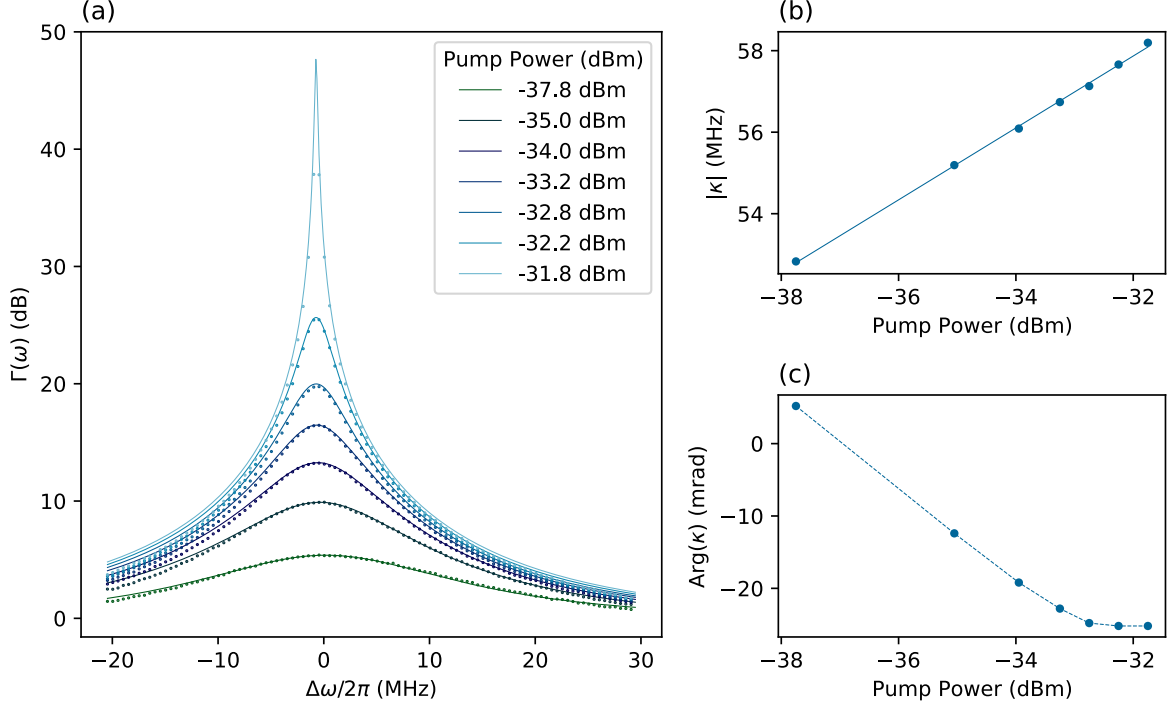 (a)
50
40
30
20
10
0
Γ(ω) (dB)
−20
−10
0
10
20
30
Δω/2π (MHz)
Pump Power (dBm)
-37.8 dBm
-35.0 dBm
-34.0 dBm
-33.2 dBm
-32.8 dBm
-32.2 dBm
-31.8 dBm
(b)
58
56
54
|κ| (MHz)
−38
−36
−34
−32
Pump Power (dBm)
(c)
0
−10
−20
Arg(κ) (mrad)
−38
−36
−34
−32
Pump Power (dBm)